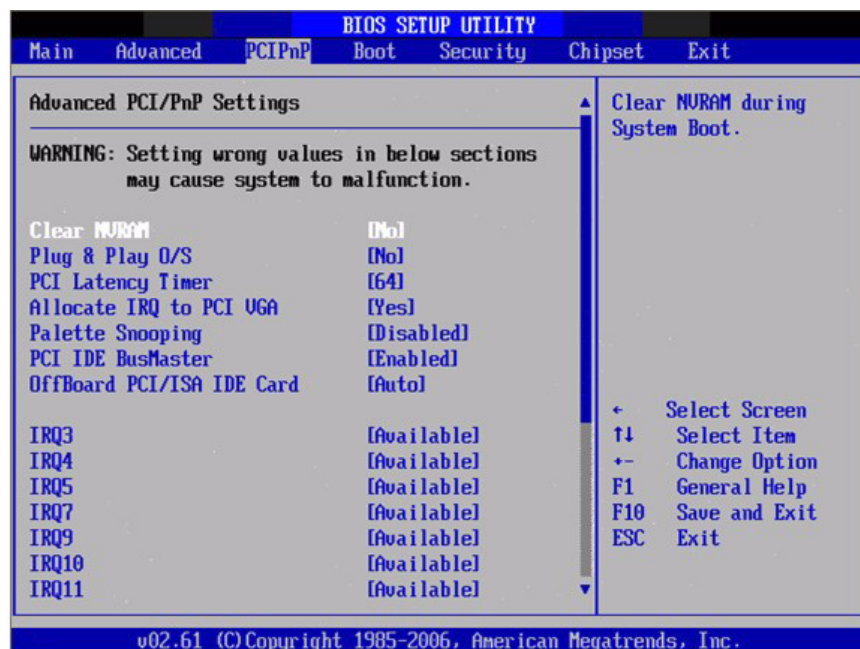 BIOS SETUP UTILITY
Main Advanced PCIPnP Boot Security Chipset Exit
Advanced PCI/PnP Settings
WARNING: Setting wrong values in below sections
may cause system to malfunction.
Clear NVRAM [No]
Plug & Play O/S [No]
PCI Latency Timer [64]
Allocate IRQ to PCI VGA [Yes]
Palette Snooping [Disabled]
PCI IDE BusMaster [Enabled]
OffBoard PCI/ISA IDE Card [Auto]
IRQ3 [Available]
IRQ4 [Available]
IRQ5 [Available]
IRQ7 [Available]
IRQ9 [Available]
IRQ10 [Available]
IRQ11 [Available]
Clear NVRAM during
System Boot.
← Select Screen
↑↓ Select Item
+- Change Option
F1 General Help
F10 Save and Exit
ESC Exit
v02.61 (C)Copyright 1985-2006, American Megatrends, Inc.